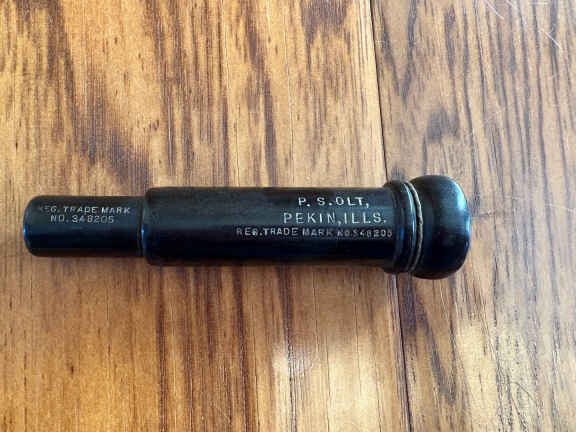 REG. TRADE MARK
NO. 348205
P. S. OLT,
PEKIN, ILLS.
REG. TRADE MARK NO. 348205